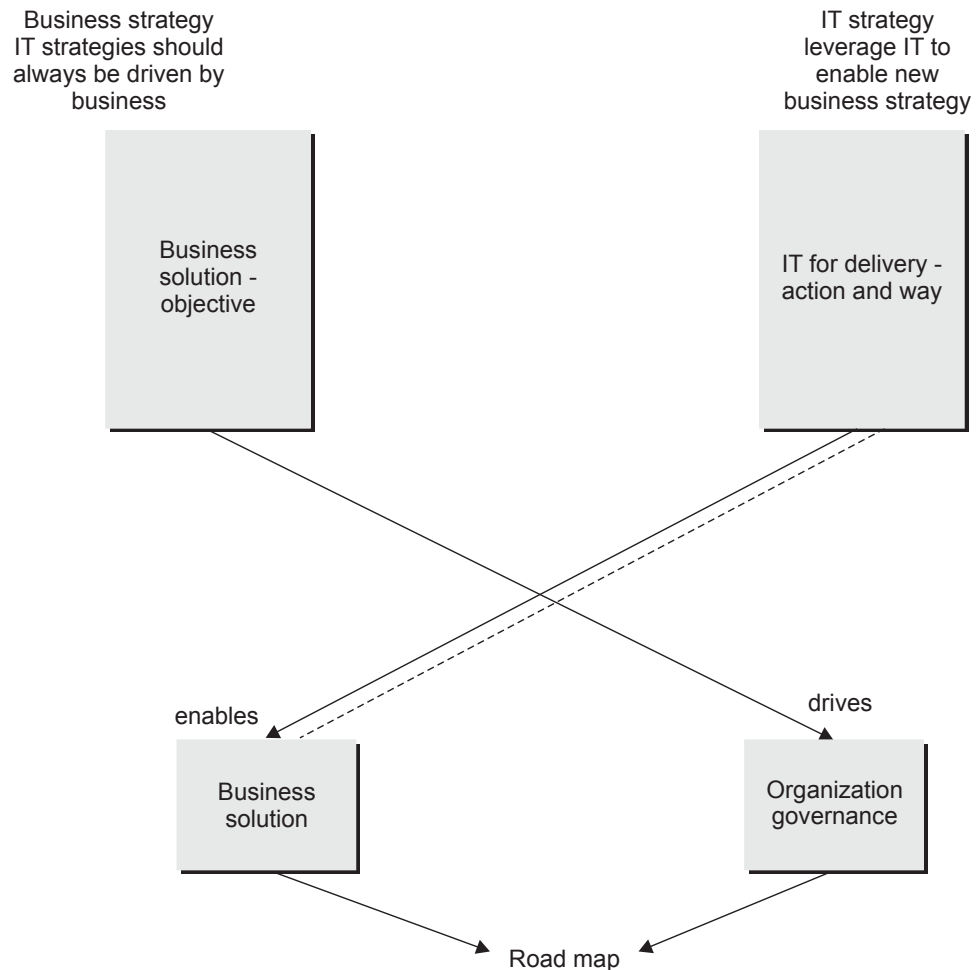 Business strategy
IT strategies should
always be driven by
business
IT strategy
leverage IT to
enable new
business strategy
Business
solution -
objective
IT for delivery -
action and way
enables
drives
Business
solution
Organization
governance
Road map